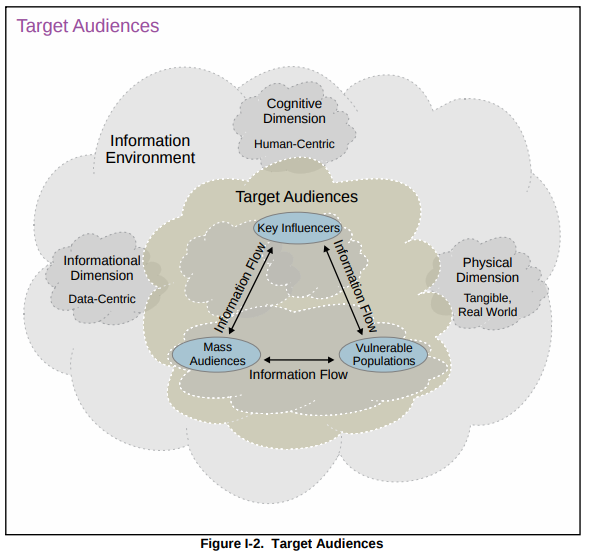 Target Audiences
Cognitive
Dimension
Human-Centric
Information
Environment
Target Audiences
Key Influencers
Informational
Dimension
Data-Centric
Information Flow
Information Flow
Physical
Dimension
Tangible,
Real World
Mass
Audiences
Vulnerable
Populations
Information Flow
Figure I-2.  Target Audiences